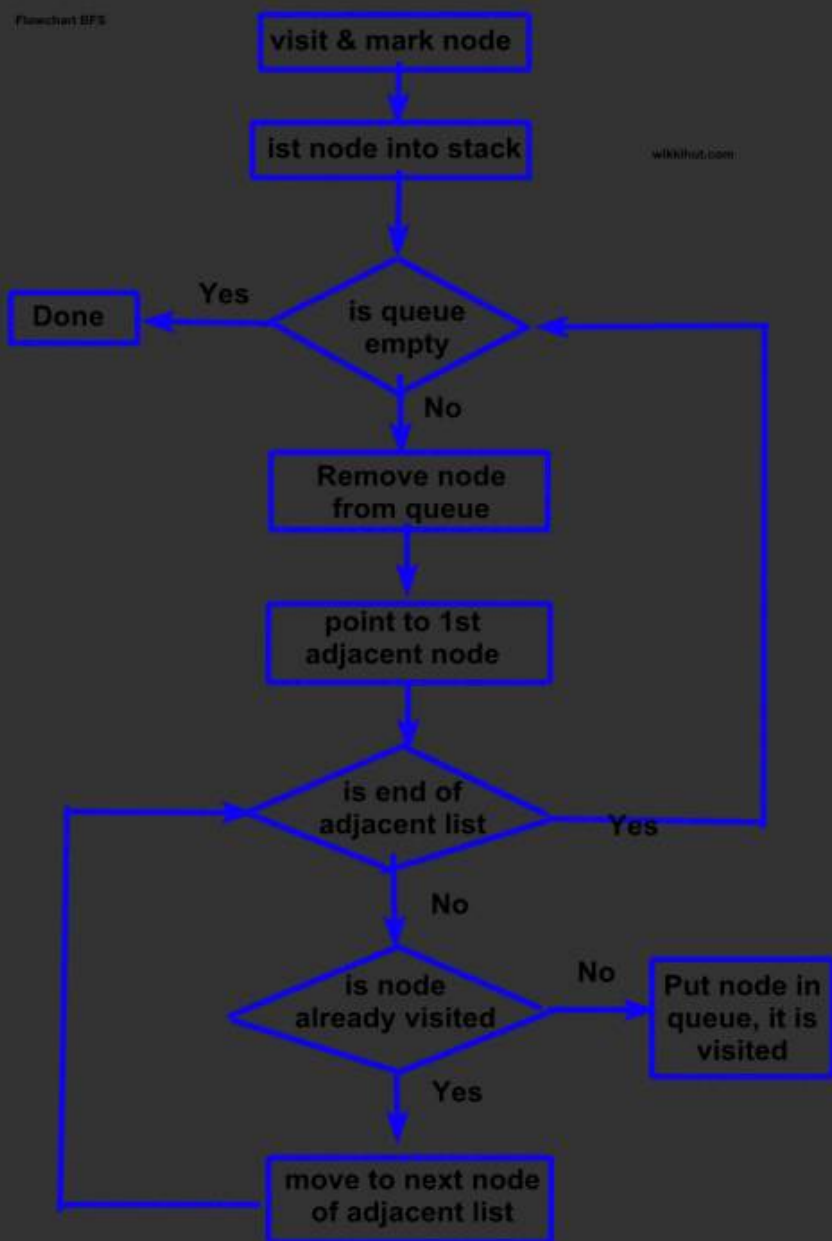 Flowchart BFS
visit & mark node
ist node into stack
wikkihut.com
Yes
Done
is queue
empty
No
Remove node
from queue
point to 1st
adjacent node
is end of
adjacent list
Yes
No
is node
already visited
No
Put node in
queue, it is
visited
Yes
move to next node
of adjacent list